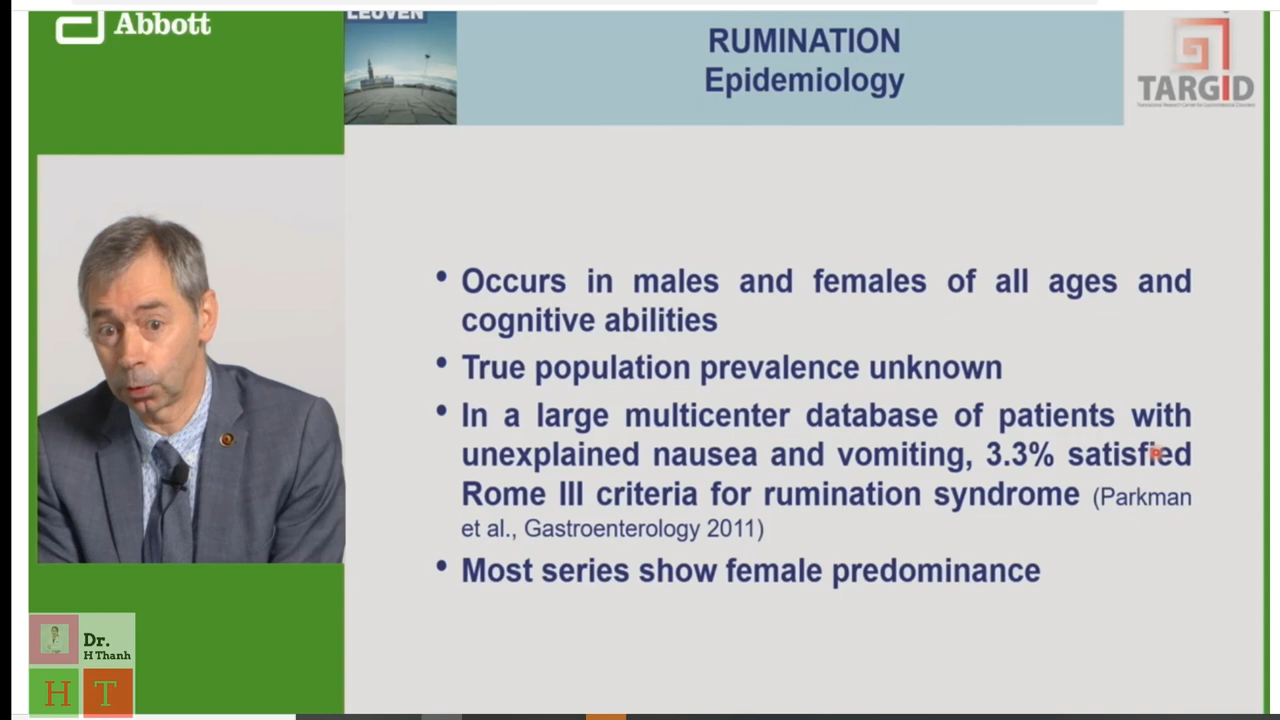 Abbott
LEUVEN
RUMINATION
Epidemiology
TARGID
• Occurs in males and females of all ages and
cognitive abilities
• True population prevalence unknown
• In a large multicenter database of patients with
unexplained nausea and vomiting, 3.3% satisfied
Rome III criteria for rumination syndrome (Parkman
et al., Gastroenterology 2011)
• Most series show female predominance
Dr.
H Thanh
H T